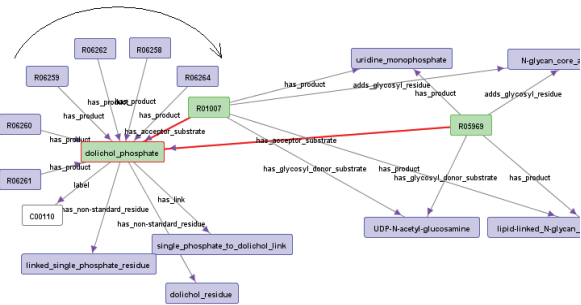 R06262
R06258
uridine_monophosphate
N-glycan_core_a
R06259
R06264
has_product
adds_glycosyl_residue
adds_glycosyl_residue
has_product
has_product
has_product
R01007
has_product
has_product
R06260
has_acceptor_substrate
R05969
has_product
has_acceptor_substrate
dolichol_phosphate
has_product
has_glycosyl_donor_substrate
has_product
R06261
has_glycosyl_donor_substrate
has_product
label
has_link
C00110
has_non-standard_residue
has_non-standard_residue
UDP-N-acetyl-glucosamine
lipid-linked_N-glycan_
single_phosphate_to_dolichol_link
linked_single_phosphate_residue
dolichol_residue